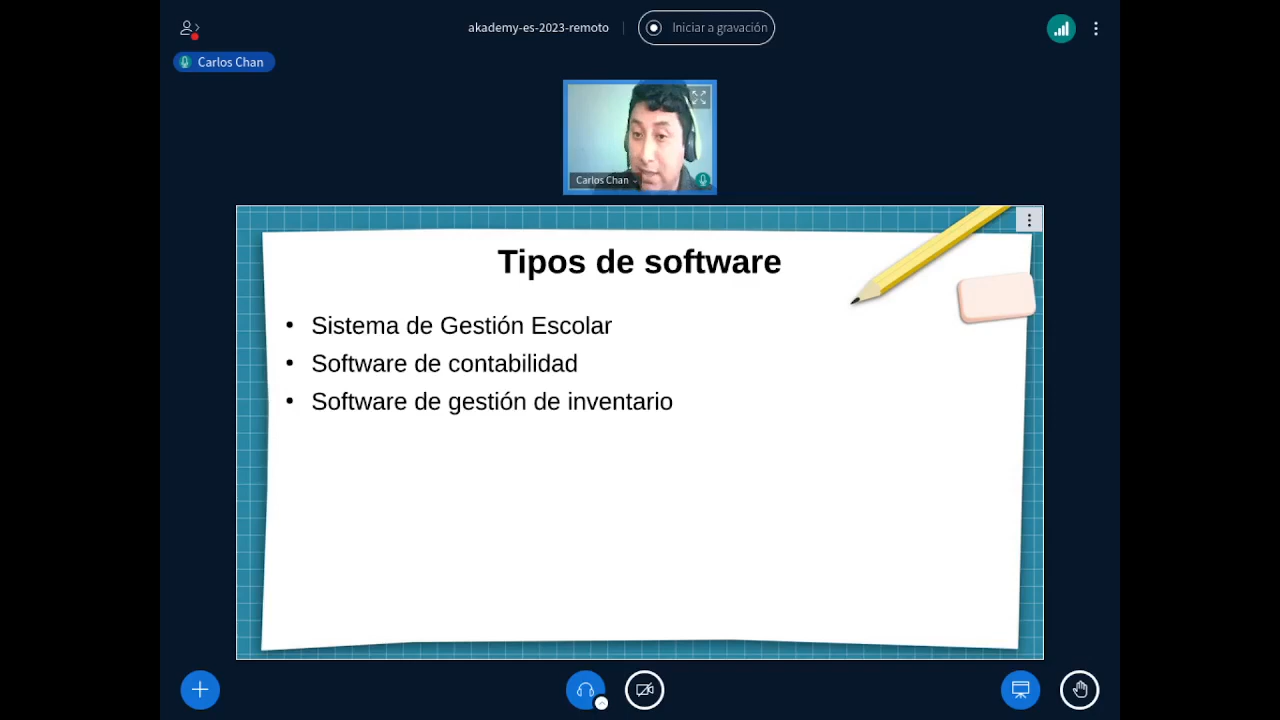 akademy-es-2023-remoto
Iniciar a gravación
Carlos Chan
Carlos Chan
Tipos de software
• Sistema de Gestión Escolar
• Software de contabilidad
• Software de gestión de inventario